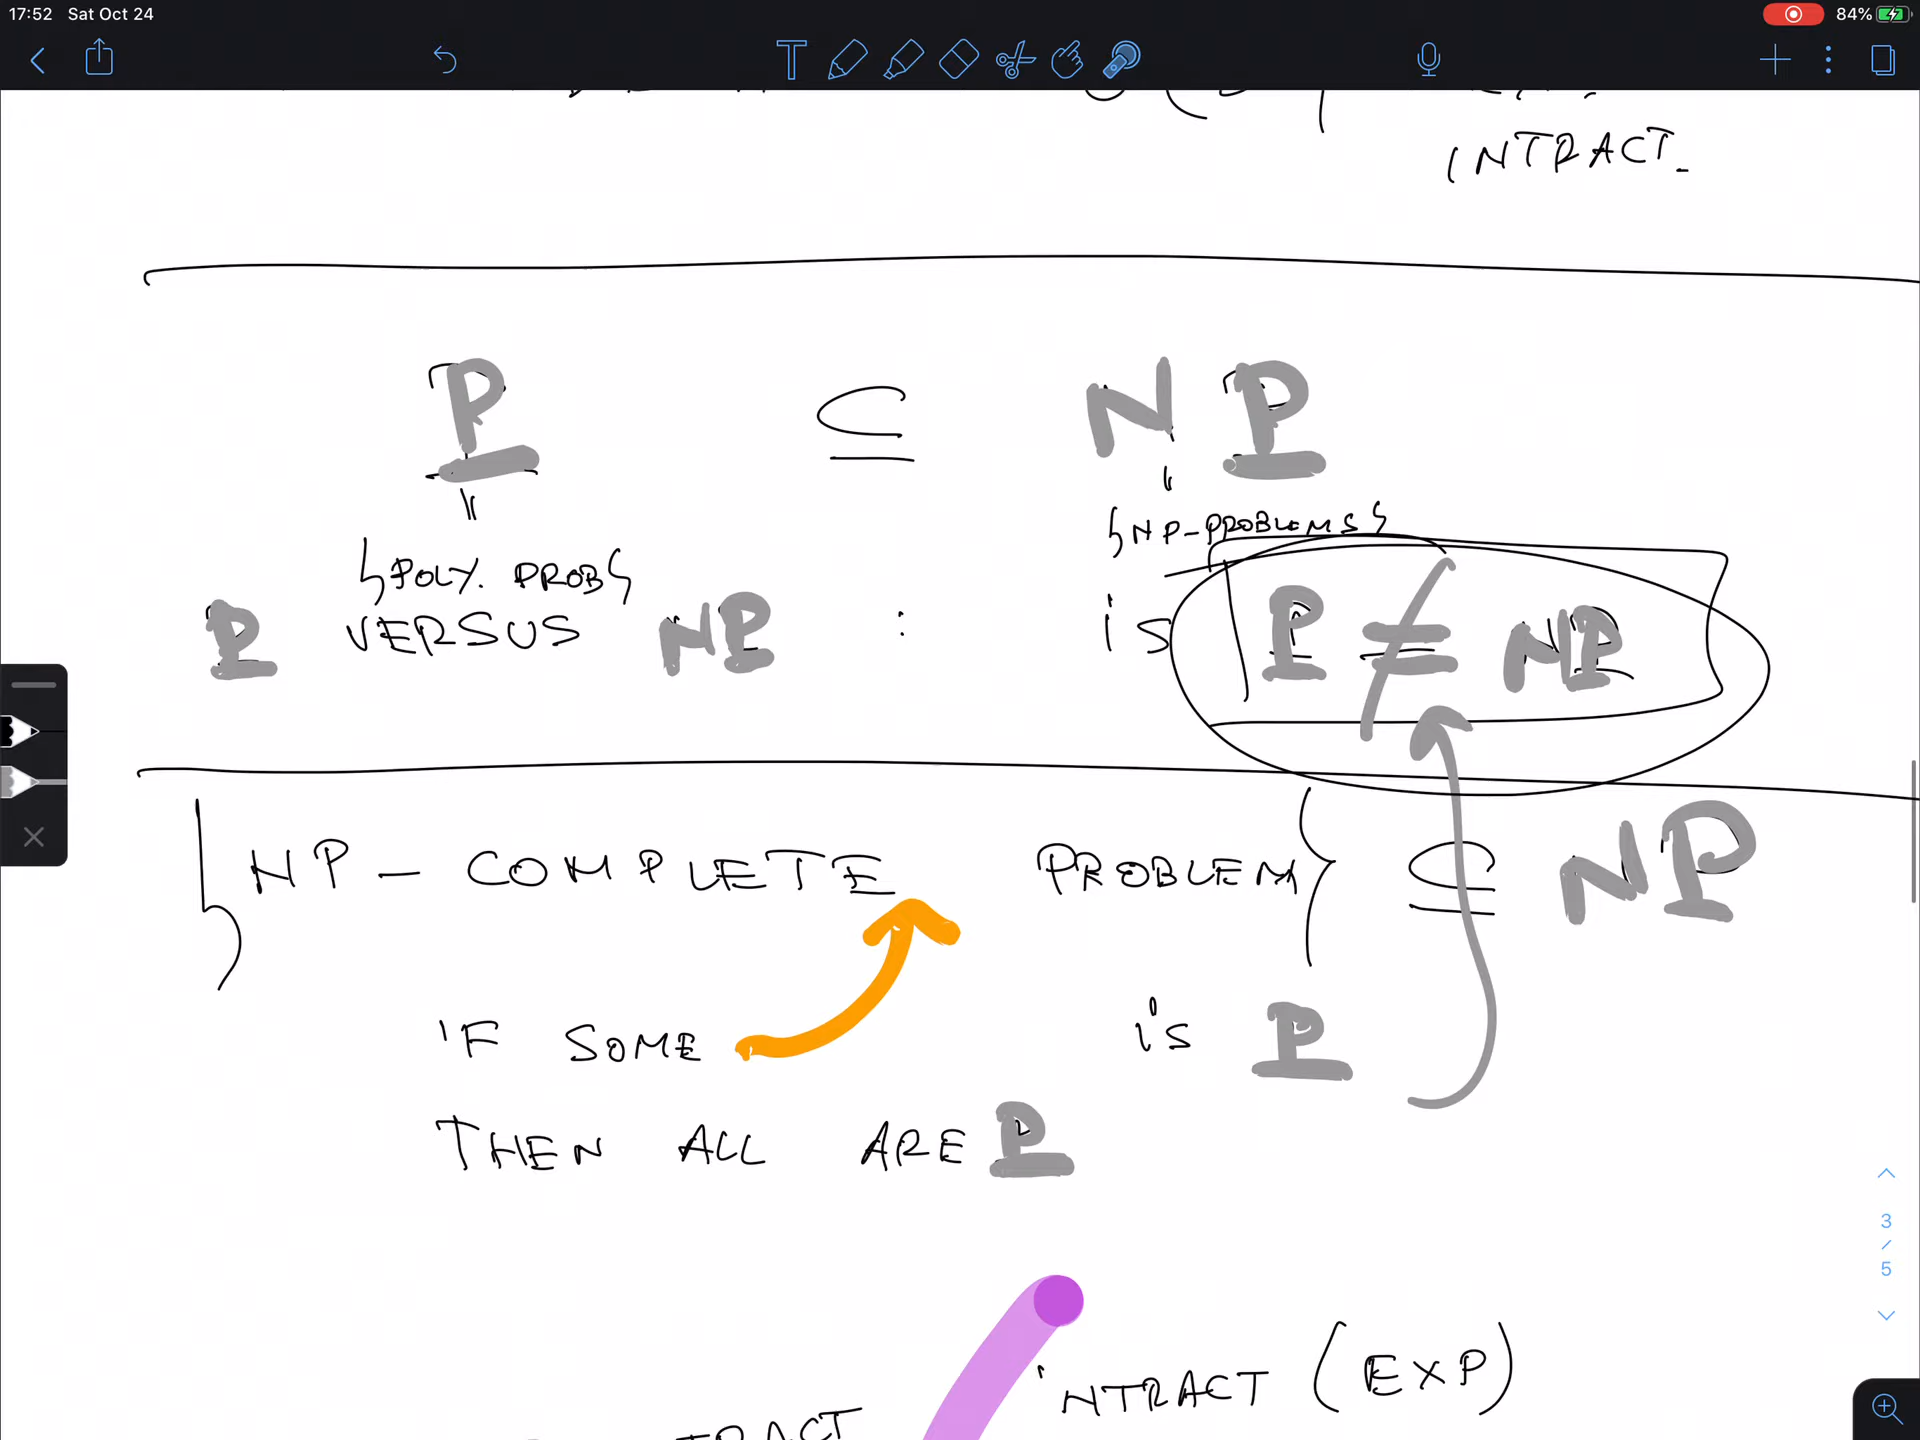 17:52 Sat Oct 24
84%
INTRACT.
P ⊆ NP
{NP-PROBLEMS}
{POLY. PROB}
P VERSUS NP : is P ≠ NP
{NP-COMPLETE PROBLEM} ⊆ NP
IF SOME is P
THEN ALL ARE P
3
/
5
INTRACT (EXP)